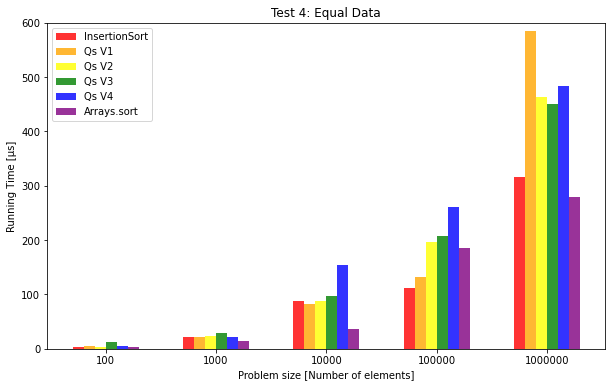 Test 4: Equal Data
InsertionSort
Qs V1
Qs V2
Qs V3
Qs V4
Arrays.sort
Running Time [µs]
600
500
400
300
200
100
0
100 1000 10000 100000 1000000
Problem size [Number of elements]